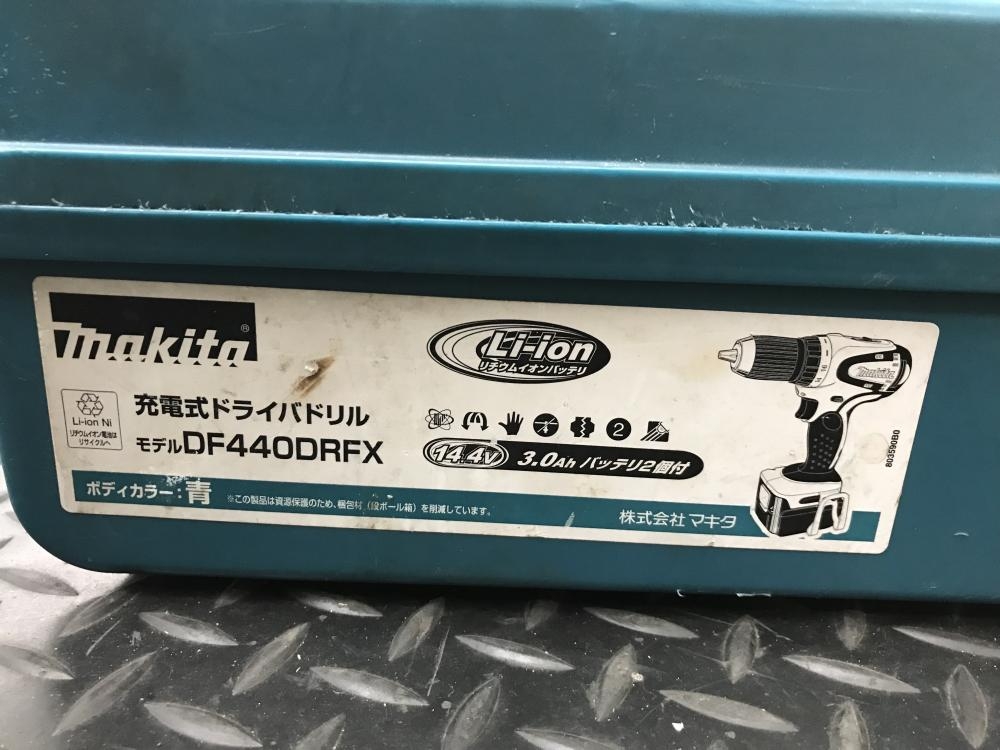 makita®
Li-ion
リチウムイオンバッテリ
Li-ion Ni
リチウムイオン電池は
リサイクルへ
充電式ドライバドリル
モデルDF440DRFX
2
14.4V 3.0Ah バッテリ2個付
ボディカラー:青 ※この製品は資源保護のため、梱包材(段ボール箱)を削減しています。
株式会社 マキタ
makita
803590B0